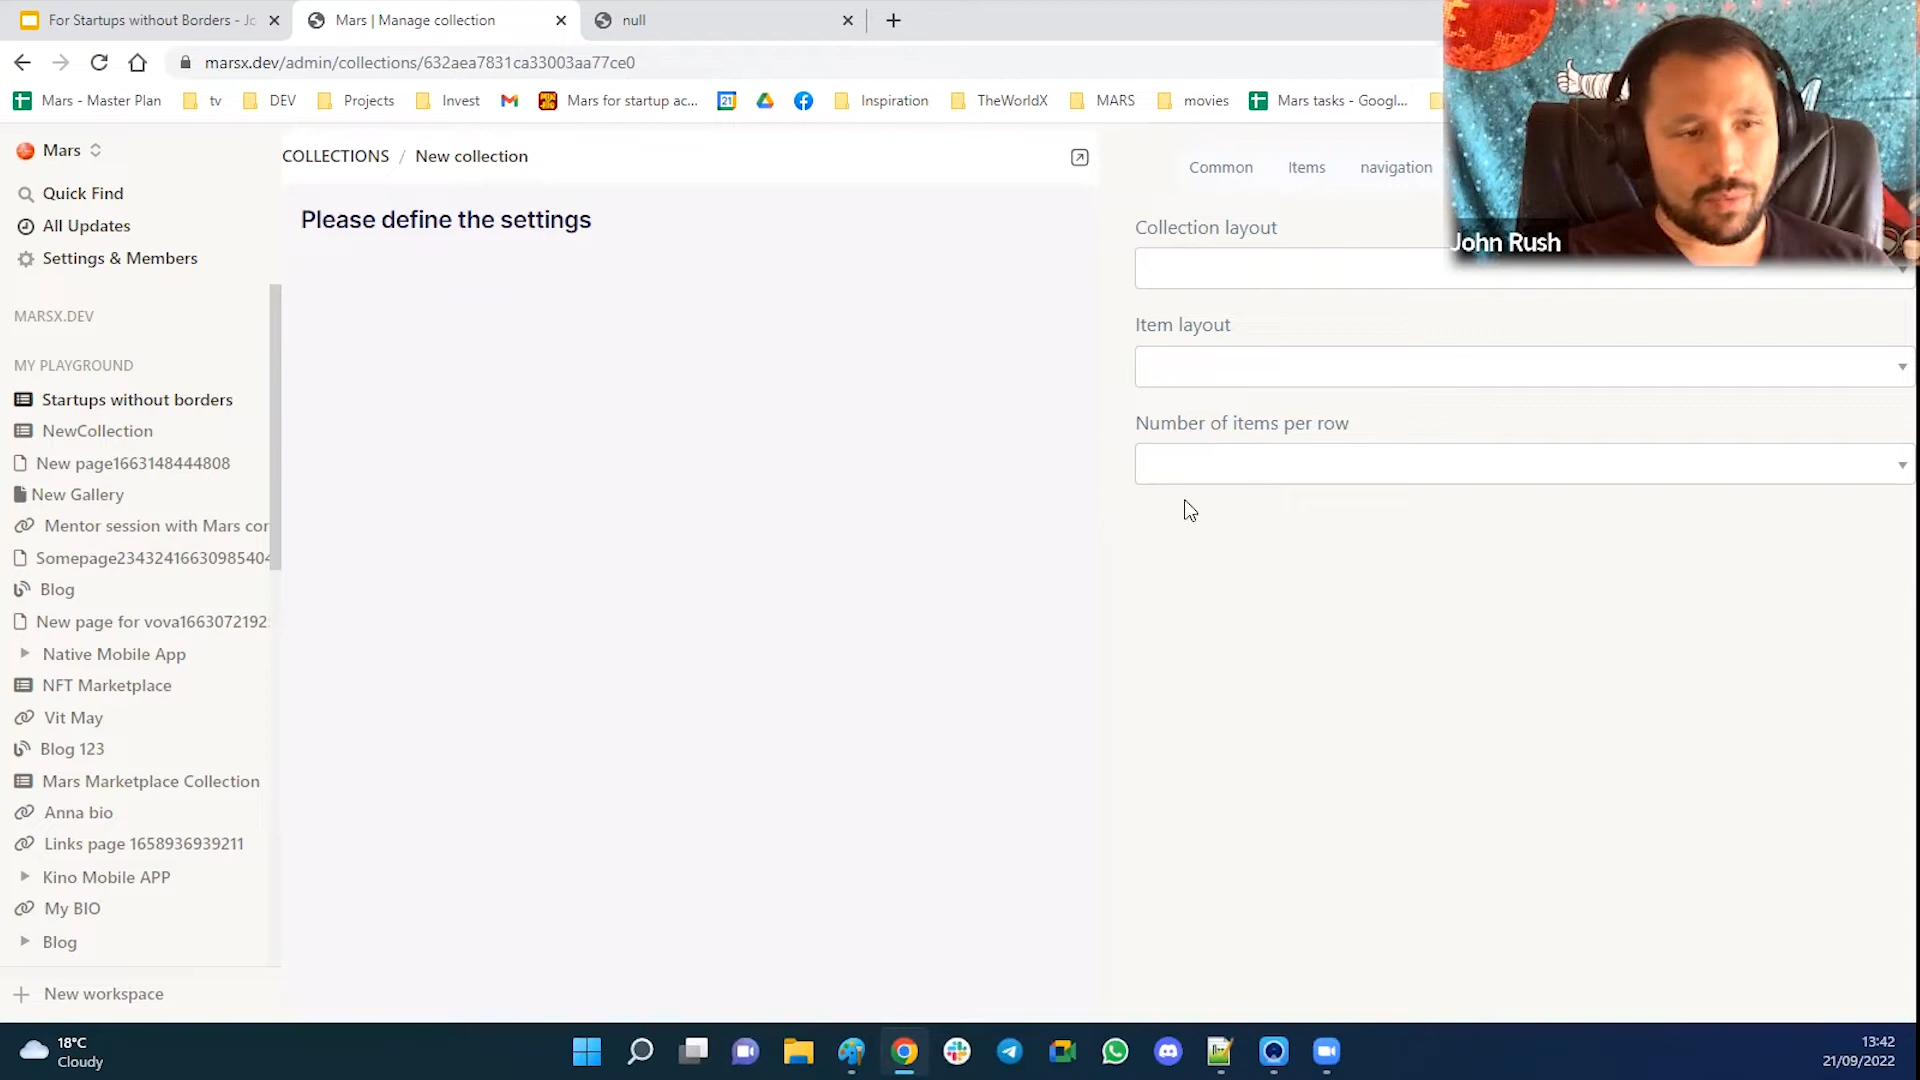 For Startups without Borders - Jo
Mars | Manage collection
null
marsx.dev/admin/collections/632aea7831ca33003aa77ce0
Mars - Master Plan
tv
DEV
Projects
Invest
Mars for startup ac...
21
Inspiration
TheWorldX
MARS
movies
Mars tasks - Googl...
Mars
Quick Find
All Updates
Settings & Members
MARSX.DEV
MY PLAYGROUND
Startups without borders
NewCollection
New page1663148444808
New Gallery
Mentor session with Mars cor
Somepage23432416630985404
Blog
New page for vova1663072192
Native Mobile App
NFT Marketplace
Vit May
Blog 123
Mars Marketplace Collection
Anna bio
Links page 1658936939211
Kino Mobile APP
My BIO
Blog
New workspace
COLLECTIONS / New collection
Please define the settings
Common
Items
navigation
Collection layout
Item layout
Number of items per row
John Rush
18°C
Cloudy
13:42
21/09/2022